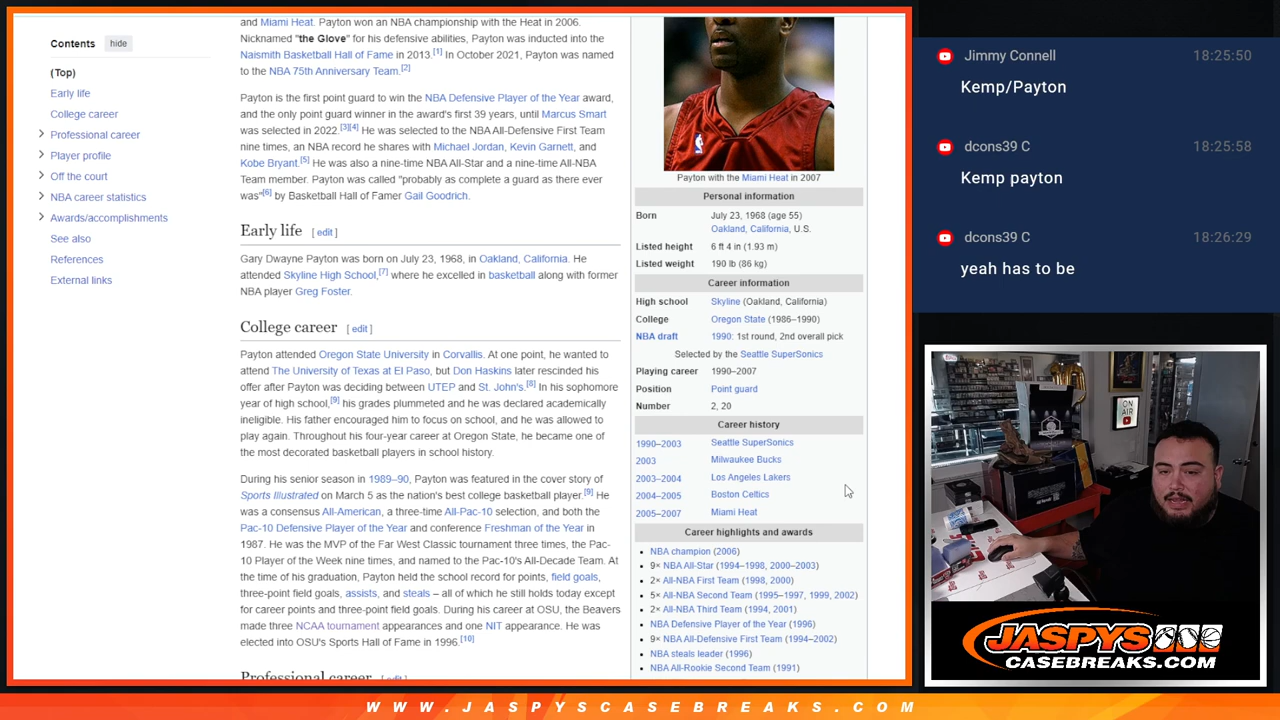 Contents hide
(Top)
Early life
College career
Professional career
Player profile
Off the court
NBA career statistics
Awards/accomplishments
See also
References
External links
and Miami Heat. Payton won an NBA championship with the Heat in 2006.
Nicknamed "the Glove" for his defensive abilities, Payton was inducted into the
Naismith Basketball Hall of Fame in 2013.[1] In October 2021, Payton was named
to the NBA 75th Anniversary Team.[2]
Payton is the first point guard to win the NBA Defensive Player of the Year award,
and the only point guard winner in the award's first 39 years, until Marcus Smart
was selected in 2022.[3][4] He was selected to the NBA All-Defensive First Team
nine times, an NBA record he shares with Michael Jordan, Kevin Garnett, and
Kobe Bryant.[5] He was also a nine-time NBA All-Star and a nine-time All-NBA
Team member. Payton was called "probably as complete a guard as there ever
was"[6] by Basketball Hall of Famer Gail Goodrich.
Early life [ edit ]
Gary Dwayne Payton was born on July 23, 1968, in Oakland, California. He
attended Skyline High School,[7] where he excelled in basketball along with former
NBA player Greg Foster.
College career [ edit ]
Payton attended Oregon State University in Corvallis. At one point, he wanted to
attend The University of Texas at El Paso, but Don Haskins later rescinded his
offer after Payton was deciding between UTEP and St. John's.[8] In his sophomore
year of high school,[9] his grades plummeted and he was declared academically
ineligible. His father encouraged him to focus on school, and he was allowed to
play again. Throughout his four-year career at Oregon State, he became one of
the most decorated basketball players in school history.
During his senior season in 1989–90, Payton was featured in the cover story of
Sports Illustrated on March 5 as the nation's best college basketball player.[9] He
was a consensus All-American, a three-time All-Pac-10 selection, and both the
Pac-10 Defensive Player of the Year and conference Freshman of the Year in
1987. He was the MVP of the Far West Classic tournament three times, the Pac-
10 Player of the Week nine times, and named to the Pac-10's All-Decade Team. At
the time of his graduation, Payton held the school record for points, field goals,
three-point field goals, assists, and steals – all of which he still holds today except
for career points and three-point field goals. During his career at OSU, the Beavers
made three NCAA tournament appearances and one NIT appearance. He was
elected into OSU's Sports Hall of Fame in 1996.[10]
Professional career [ edit ]
Payton with the Miami Heat in 2007
Personal information
Born July 23, 1968 (age 55)
Oakland, California, U.S.
Listed height 6 ft 4 in (1.93 m)
Listed weight 190 lb (86 kg)
Career information
High school Skyline (Oakland, California)
College Oregon State (1986–1990)
NBA draft 1990: 1st round, 2nd overall pick
Selected by the Seattle SuperSonics
Playing career 1990–2007
Position Point guard
Number 2, 20
Career history
1990–2003 Seattle SuperSonics
2003 Milwaukee Bucks
2003–2004 Los Angeles Lakers
2004–2005 Boston Celtics
2005–2007 Miami Heat
Career highlights and awards
• NBA champion (2006)
• 9× NBA All-Star (1994–1998, 2000–2003)
• 2× All-NBA First Team (1998, 2000)
• 5× All-NBA Second Team (1995–1997, 1999, 2002)
• 2× All-NBA Third Team (1994, 2001)
• NBA Defensive Player of the Year (1996)
• 9× NBA All-Defensive First Team (1994–2002)
• NBA steals leader (1996)
• NBA All-Rookie Second Team (1991)
Jimmy Connell 18:25:50
Kemp/Payton
dcons39 C 18:25:58
Kemp payton
dcons39 C 18:26:29
yeah has to be
ON
AIR
JASPYS
CASEBREAKS.COM
WWW.JASPYSCASEBREAKS.COM